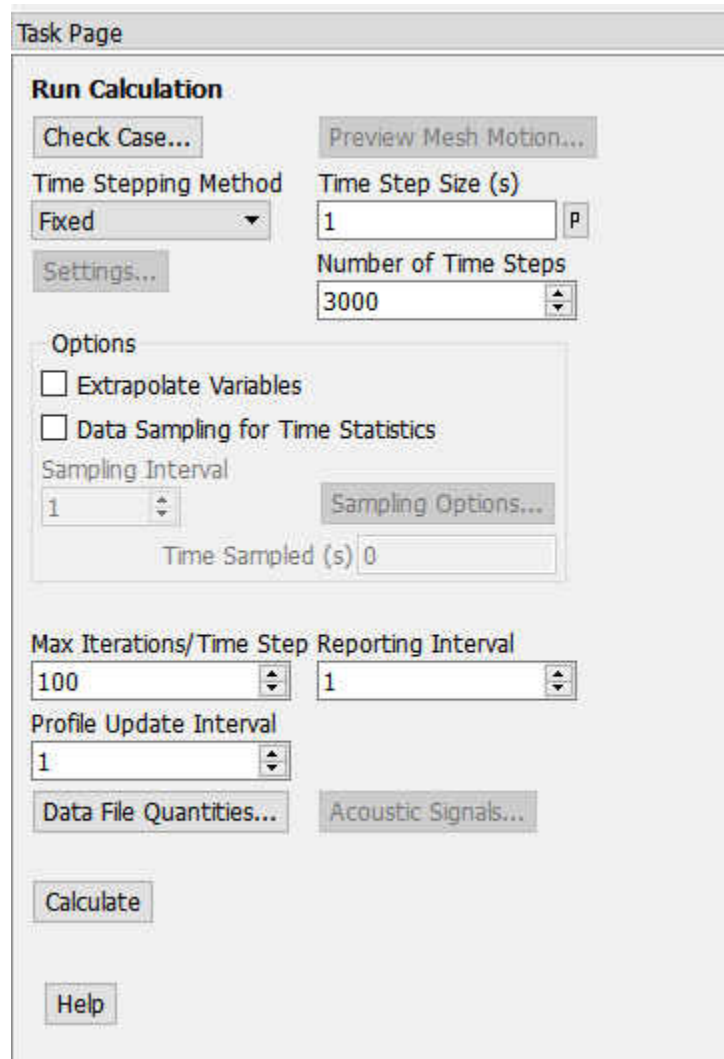 Task Page
Run Calculation
Check Case... Preview Mesh Motion...
Time Stepping Method Time Step Size (s)
Fixed 1 P
Settings... Number of Time Steps
3000
Options
Extrapolate Variables
Data Sampling for Time Statistics
Sampling Interval
1 Sampling Options...
Time Sampled (s) 0
Max Iterations/Time Step Reporting Interval
100 1
Profile Update Interval
1
Data File Quantities... Acoustic Signals...
Calculate
Help